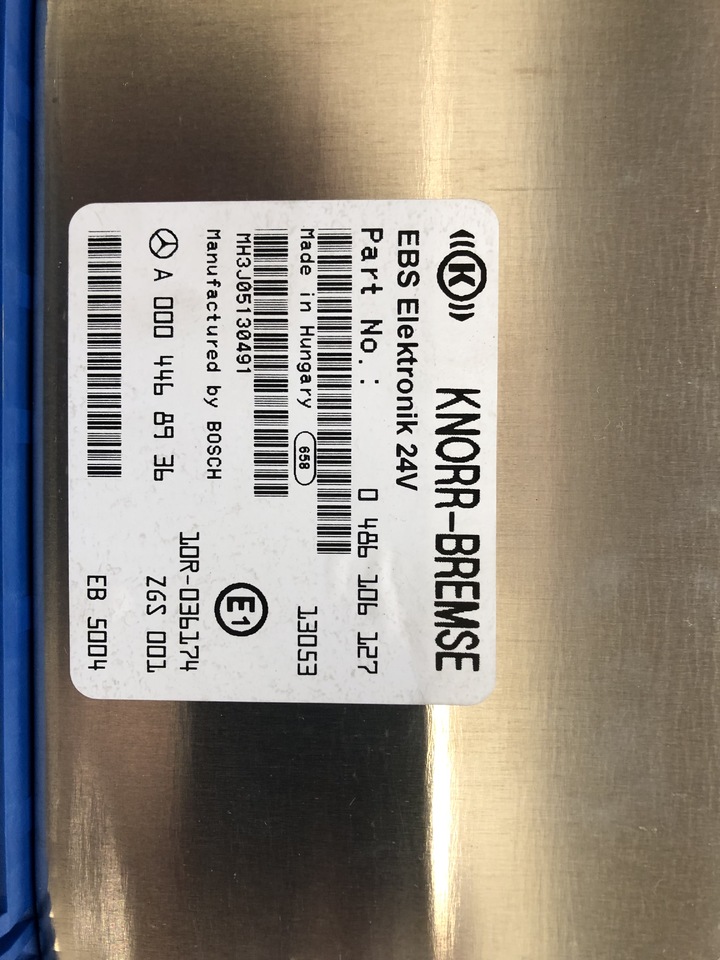 K KNORR-BREMSE
EBS Elektronik 24V
Part No.: 0 486 106 127
Made in Hungary 658 13053
MH3J05130491
Manufactured by BOSCH E1
10R-036174
A 000 446 89 36 ZGS 001
EB 5004